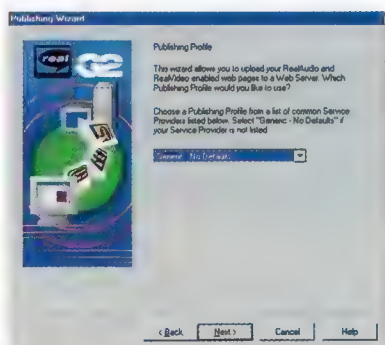 Publishing Wizard
real G2
Publishing Profile
This wizard allows you to upload your RealAudio and
RealVideo enabled web pages to a Web Server. Which
Publishing Profile would you like to use?
Choose a Publishing Profile from a list of common Service
Providers listed below. Select "Generic - No Defaults" if
your Service Provider is not listed
Generic - No Defaults
< Back
Next >
Cancel
Help